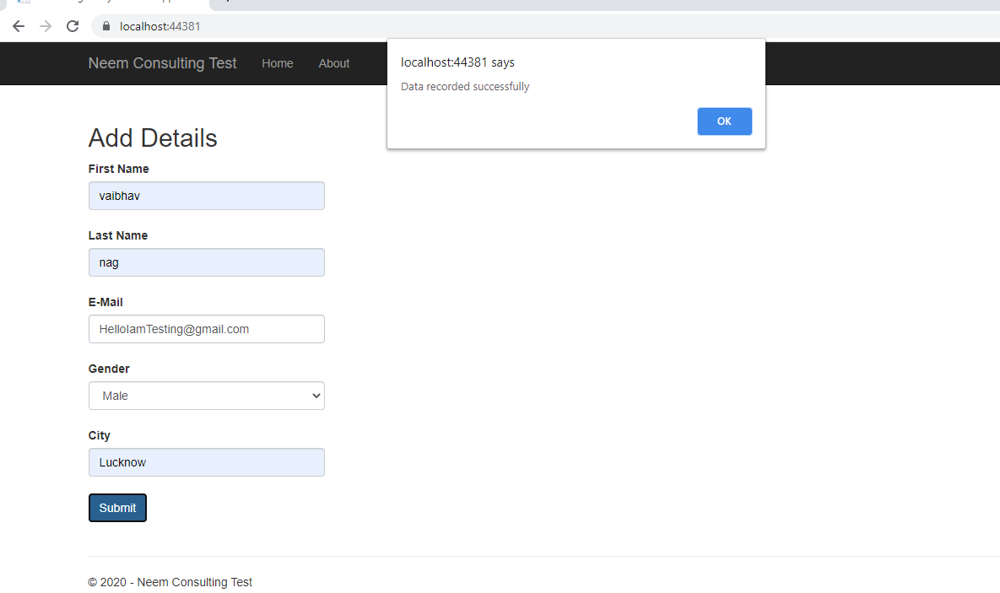 localhost:44381
Neem Consulting Test Home About
localhost:44381 says
Data recorded successfully
OK
Add Details
First Name
vaibhav
Last Name
nag
E-Mail
HelloIamTesting@gmail.com
Gender
Male
City
Lucknow
Submit
© 2020 - Neem Consulting Test